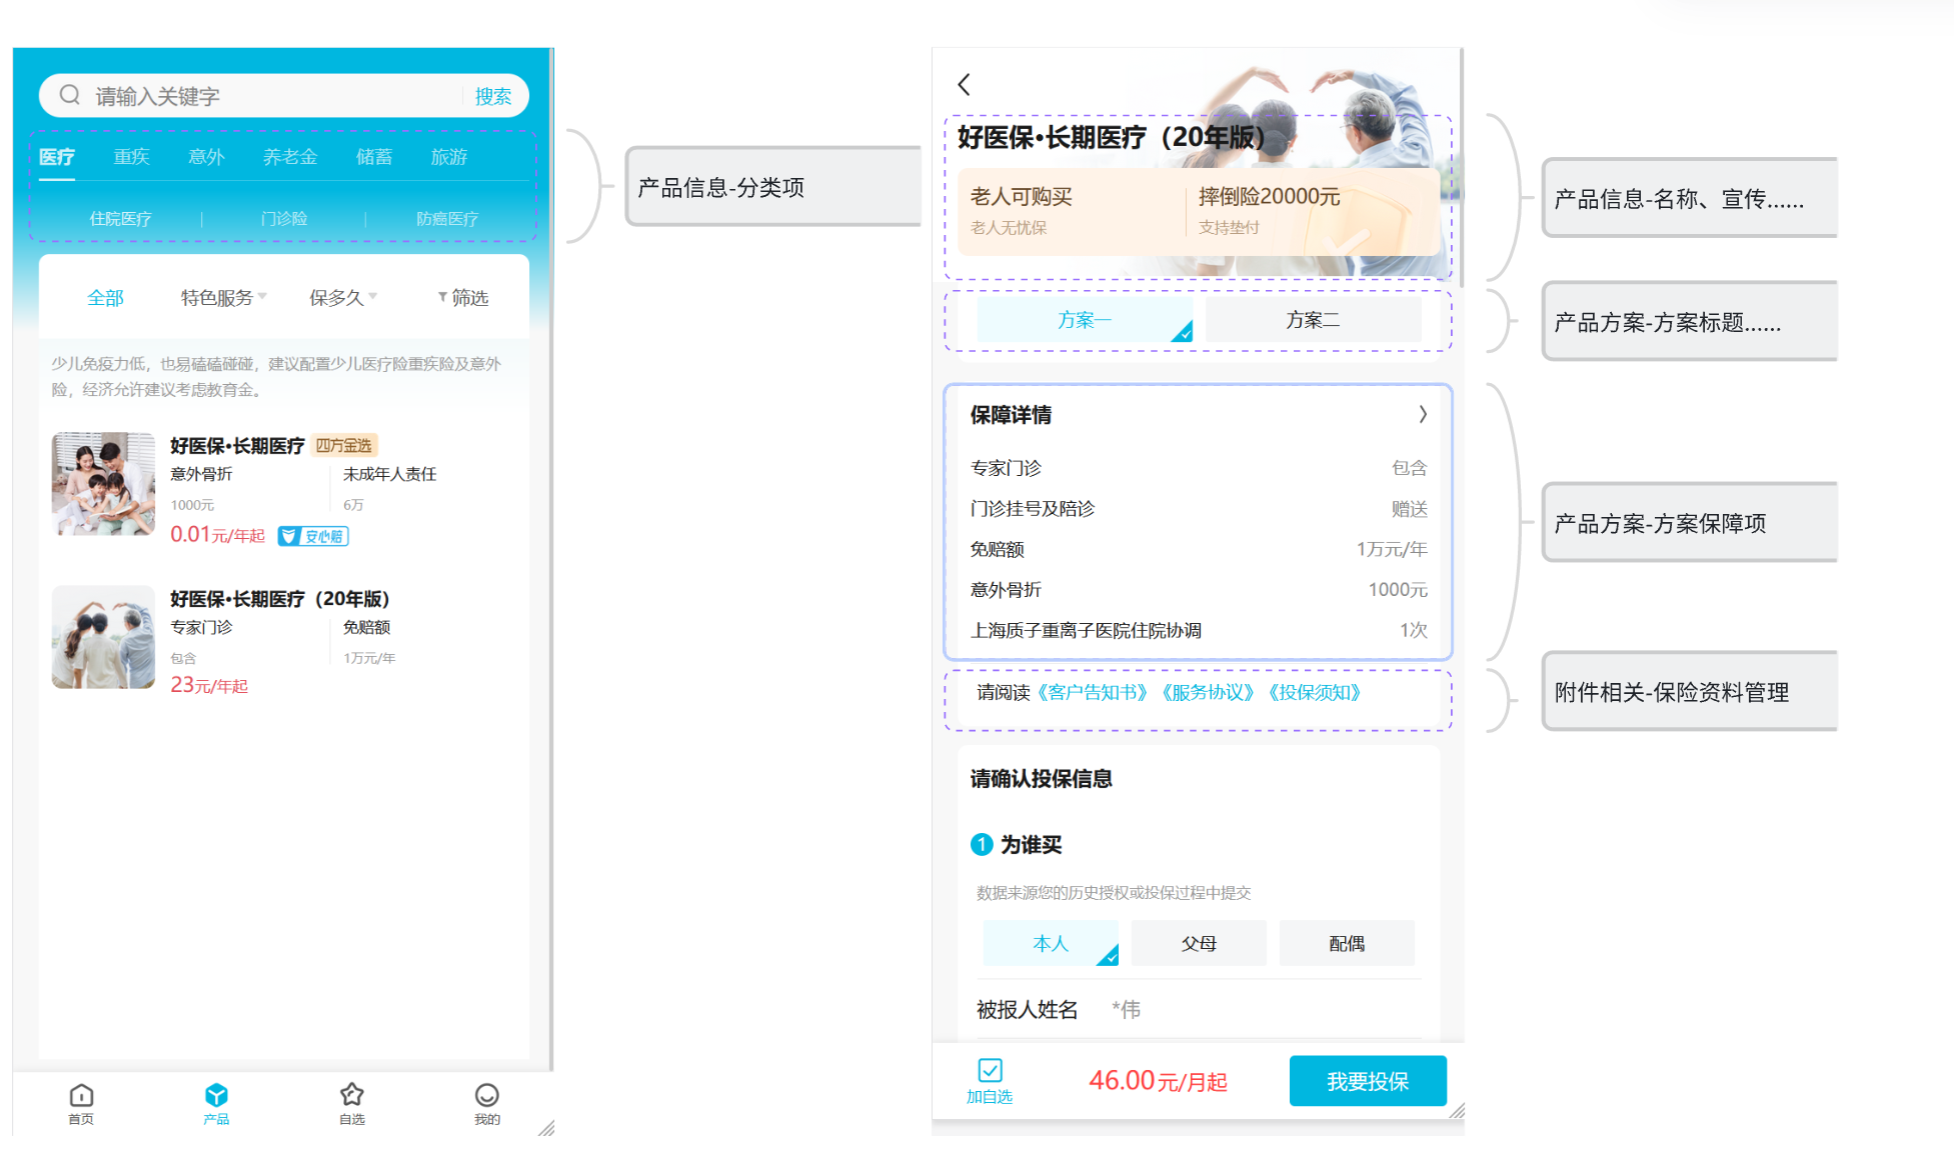 请输入关键字
搜索
医疗 重疾 意外 养老金 储蓄 旅游
住院医疗 | 门诊险 | 防癌医疗
全部 特色服务 保多久 筛选
少儿免疫力低，也易磕磕碰碰，建议配置少儿医疗险重疾险及意外
险，经济允许建议考虑教育金。
好医保·长期医疗 四方金选
意外骨折 未成年人责任
1000元 6万
0.01元/年起 安心赔
好医保·长期医疗（20年版）
专家门诊 免赔额
包含 1万元/年
23元/年起
首页 产品 自选 我的
产品信息-分类项
好医保·长期医疗（20年版）
老人可购买 摔倒险20000元
老人无忧保 支持垫付
方案一 方案二
保障详情
专家门诊 包含
门诊挂号及陪诊 赠送
免赔额 1万元/年
意外骨折 1000元
上海质子重离子医院住院协调 1次
请阅读《客户告知书》《服务协议》《投保须知》
请确认投保信息
1 为谁买
数据来源您的历史授权或投保过程中提交
本人 父母 配偶
被报人姓名 *伟
加自选 46.00元/月起 我要投保
产品信息-名称、宣传......
产品方案-方案标题......
产品方案-方案保障项
附件相关-保险资料管理